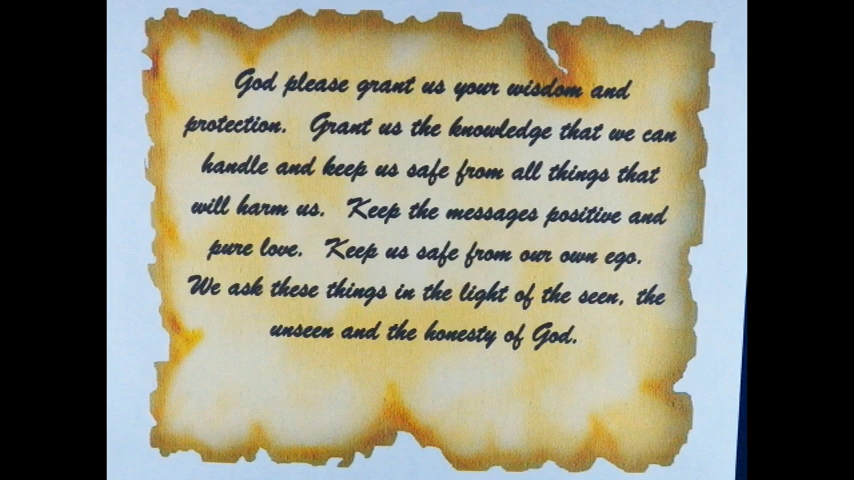 God please grant us your wisdom and
protection. Grant us the knowledge that we can
handle and keep us safe from all things that
will harm us. Keep the messages positive and
pure love. Keep us safe from our own ego.
We ask these things in the light of the seen, the
unseen and the honesty of God.